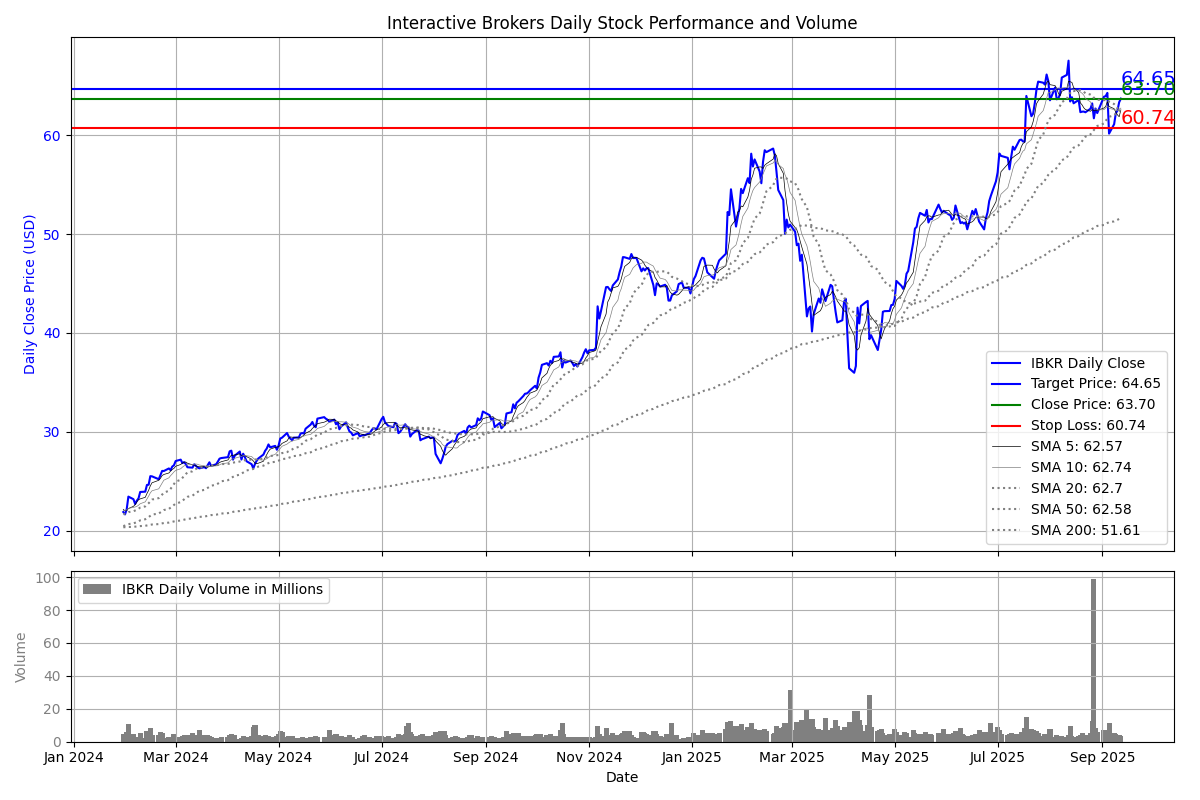 Interactive Brokers Daily Stock Performance and Volume
Daily Close Price (USD)
60
50
40
30
20
64.65
63.70
60.74
IBKR Daily Close
Target Price: 64.65
Close Price: 63.70
Stop Loss: 60.74
SMA 5: 62.57
SMA 10: 62.74
SMA 20: 62.7
SMA 50: 62.58
SMA 200: 51.61
Volume
100
80
60
40
20
0
IBKR Daily Volume in Millions
Jan 2024
Mar 2024
May 2024
Jul 2024
Sep 2024
Nov 2024
Jan 2025
Mar 2025
May 2025
Jul 2025
Sep 2025
Date